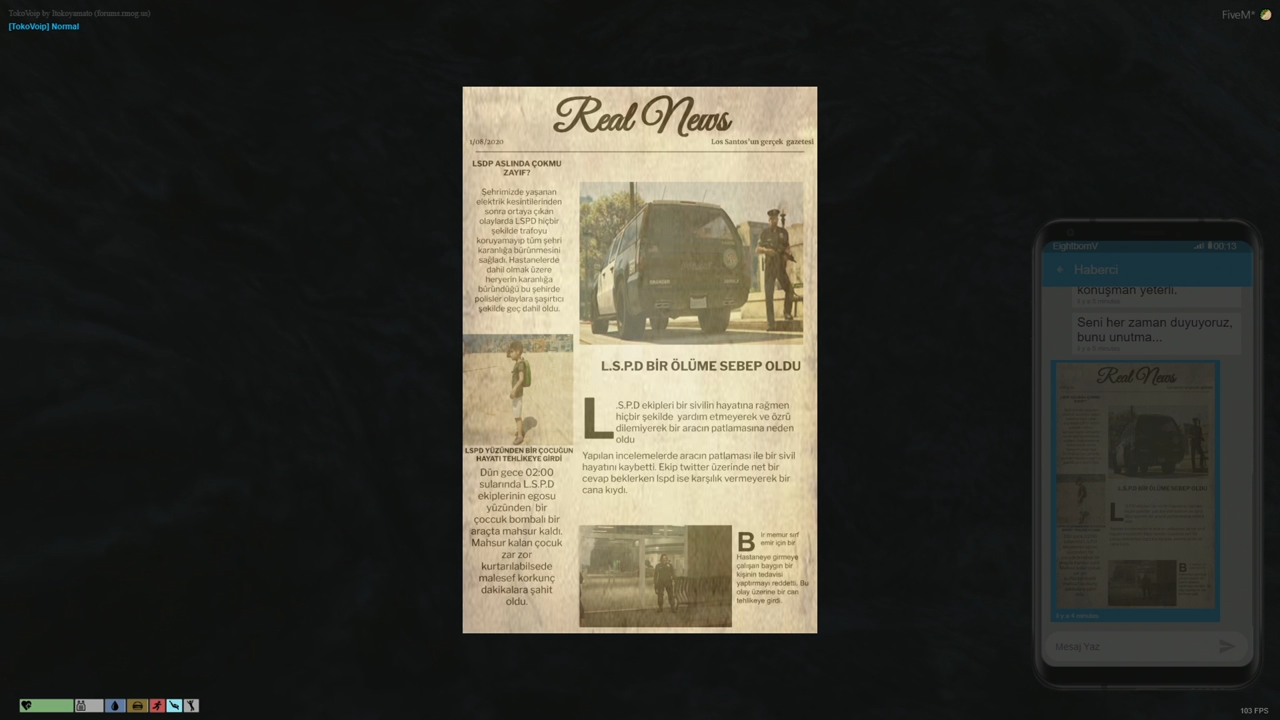 TokoVoip by Itokoyamato (forums.rmog.us)
[TokoVoip] Normal
FiveM*
Real News
1/08/2020
Los Santos'un gerçek gazetesi
LSDP ASLINDA ÇOKMU
ZAYIF?
Şehrimizde yaşanan
elektrik kesintilerinden
sonra ortaya çıkan
olaylarda LSPD hiçbir
şekilde trafoyu
koruyamayıp tüm şehri
karanlığa bürünmesini
sağladı. Hastanelerde
dahil olmak üzere
heryerin karanlığa
büründüğü bu şehirde
polisler olaylara şaşırtıcı
şekilde geç dahil oldu.
LSPD YÜZÜNDEN BİR ÇOCUĞUN
HAYATI TEHLİKEYE GİRDİ
Dün gece 02:00
sularında L.S.P.D
ekiplerinin egosu
yüzünden bir
çoccuk bombalı bir
araçta mahsur kaldı.
Mahsur kalan çocuk
zar zor
kurtarılabilsede
malesef korkunç
dakikalara şahit
oldu.
L.S.P.D BİR ÖLÜME SEBEP OLDU
L.S.P.D ekipleri bir sivilin hayatına rağmen
hiçbir şekilde yardım etmeyerek ve özrü
dilemiyerek bir aracın patlamasına neden
oldu
Yapılan incelemelerde aracın patlaması ile bir sivil
hayatını kaybetti. Ekip twitter üzerinde net bir
cevap beklerken lspd ise karşılık vermeyerek bir
cana kıydı.
Bir memur sırf
emir için bir
Hastaneye girmeye
çalışan baygın bir
kişinin tedavisi
yaptırmayı reddetti. Bu
olay üzerine bir can
tehlikeye girdi.
EightbornV
00:13
Haberci
konuşman yeterli.
Seni her zaman duyuyoruz,
bunu unutma...
Real News
L.S.P.D BİR ÖLÜME SEBEP OLDU
Mesaj Yaz
103 FPS